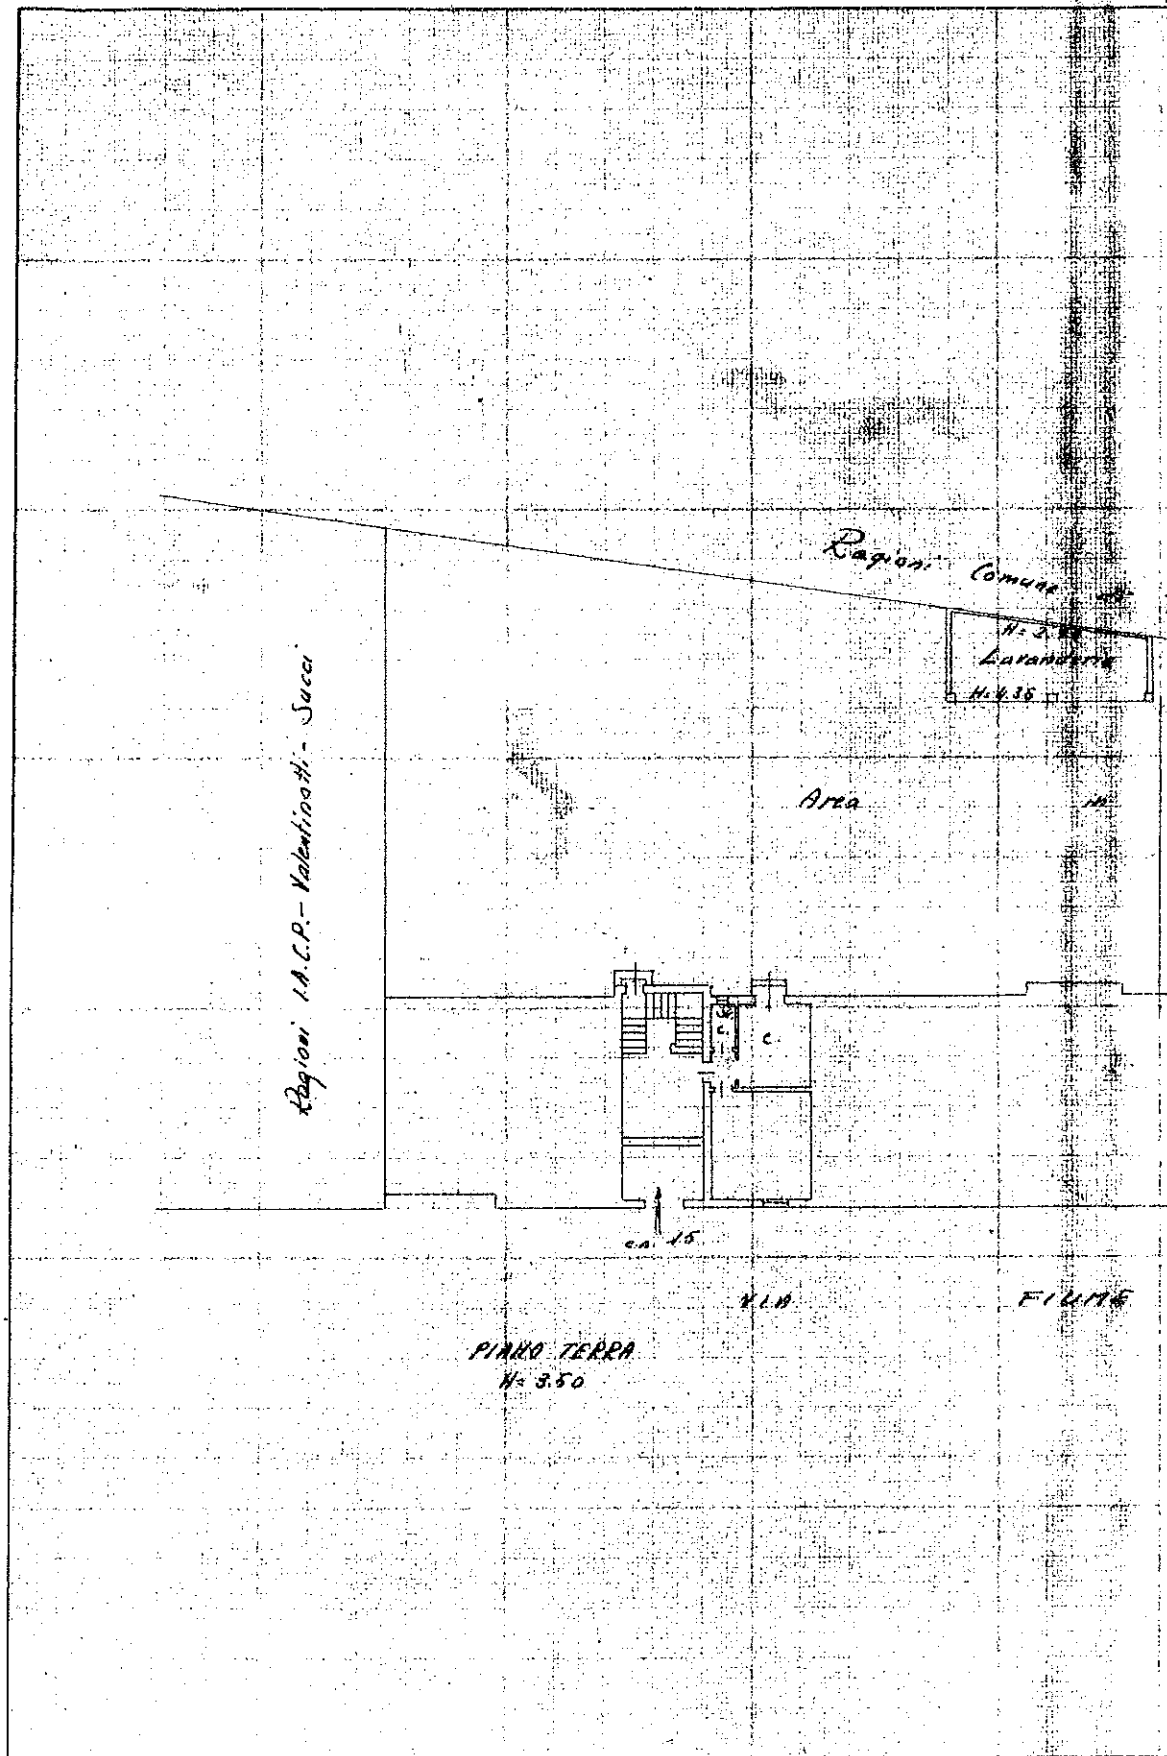 Ragioni Comune
Lavanderia
H= 4.36
Ragioni I.A.C.P. - Valentinotti - Succi
Area
C.
c.n. 15
VIA FIUME
PIANO TERRA
H= 3.50